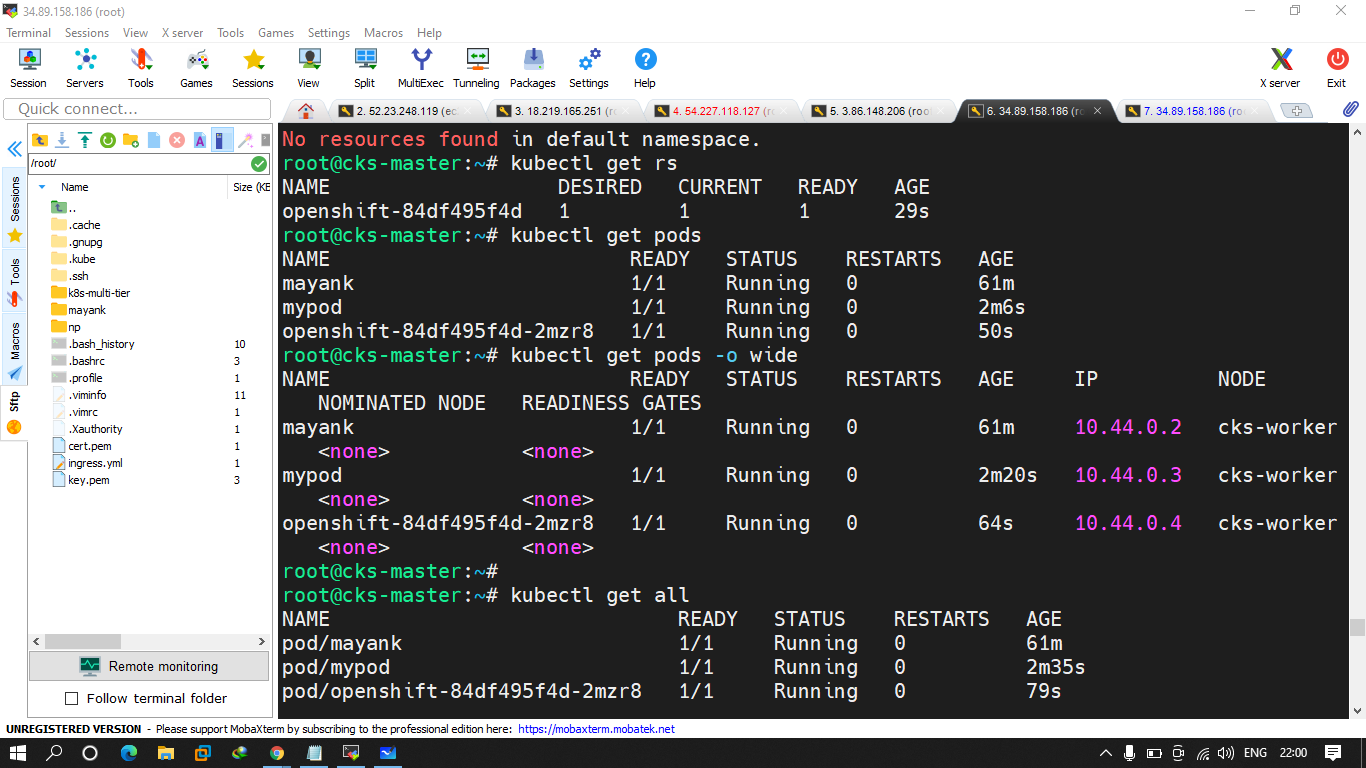 34.89.158.186 (root)
Terminal Sessions View X server Tools Games Settings Macros Help
Session Servers Tools Games Sessions View Split MultiExec Tunneling Packages Settings Help X server Exit
Quick connect...
2. 52.23.248.119 (ec 3. 18.219.165.251 (ro 4. 54.227.118.127 (ro 5. 3.86.148.206 (root 6. 34.89.158.186 (ro 7. 34.89.158.186 (roo
/root/
Name Size (KB
..
.cache
.gnupg
.kube
.ssh
k8s-multi-tier
mayank
np
.bash_history 10
.bashrc 3
.profile 1
.viminfo 11
.vimrc 1
.Xauthority 1
cert.pem 1
ingress.yml 1
key.pem 3
Sessions
Tools
Macros
Sftp
Remote monitoring
Follow terminal folder
No resources found in default namespace.
root@cks-master:~# kubectl get rs
NAME DESIRED CURRENT READY AGE
openshift-84df495f4d 1 1 1 29s
root@cks-master:~# kubectl get pods
NAME READY STATUS RESTARTS AGE
mayank 1/1 Running 0 61m
mypod 1/1 Running 0 2m6s
openshift-84df495f4d-2mzr8 1/1 Running 0 50s
root@cks-master:~# kubectl get pods -o wide
NAME READY STATUS RESTARTS AGE IP NODE
NOMINATED NODE READINESS GATES
mayank 1/1 Running 0 61m 10.44.0.2 cks-worker
<none> <none>
mypod 1/1 Running 0 2m20s 10.44.0.3 cks-worker
<none> <none>
openshift-84df495f4d-2mzr8 1/1 Running 0 64s 10.44.0.4 cks-worker
<none> <none>
root@cks-master:~#
root@cks-master:~# kubectl get all
NAME READY STATUS RESTARTS AGE
pod/mayank 1/1 Running 0 61m
pod/mypod 1/1 Running 0 2m35s
pod/openshift-84df495f4d-2mzr8 1/1 Running 0 79s
UNREGISTERED VERSION - Please support MobaXterm by subscribing to the professional edition here: https://mobaxterm.mobatek.net
ENG 22:00